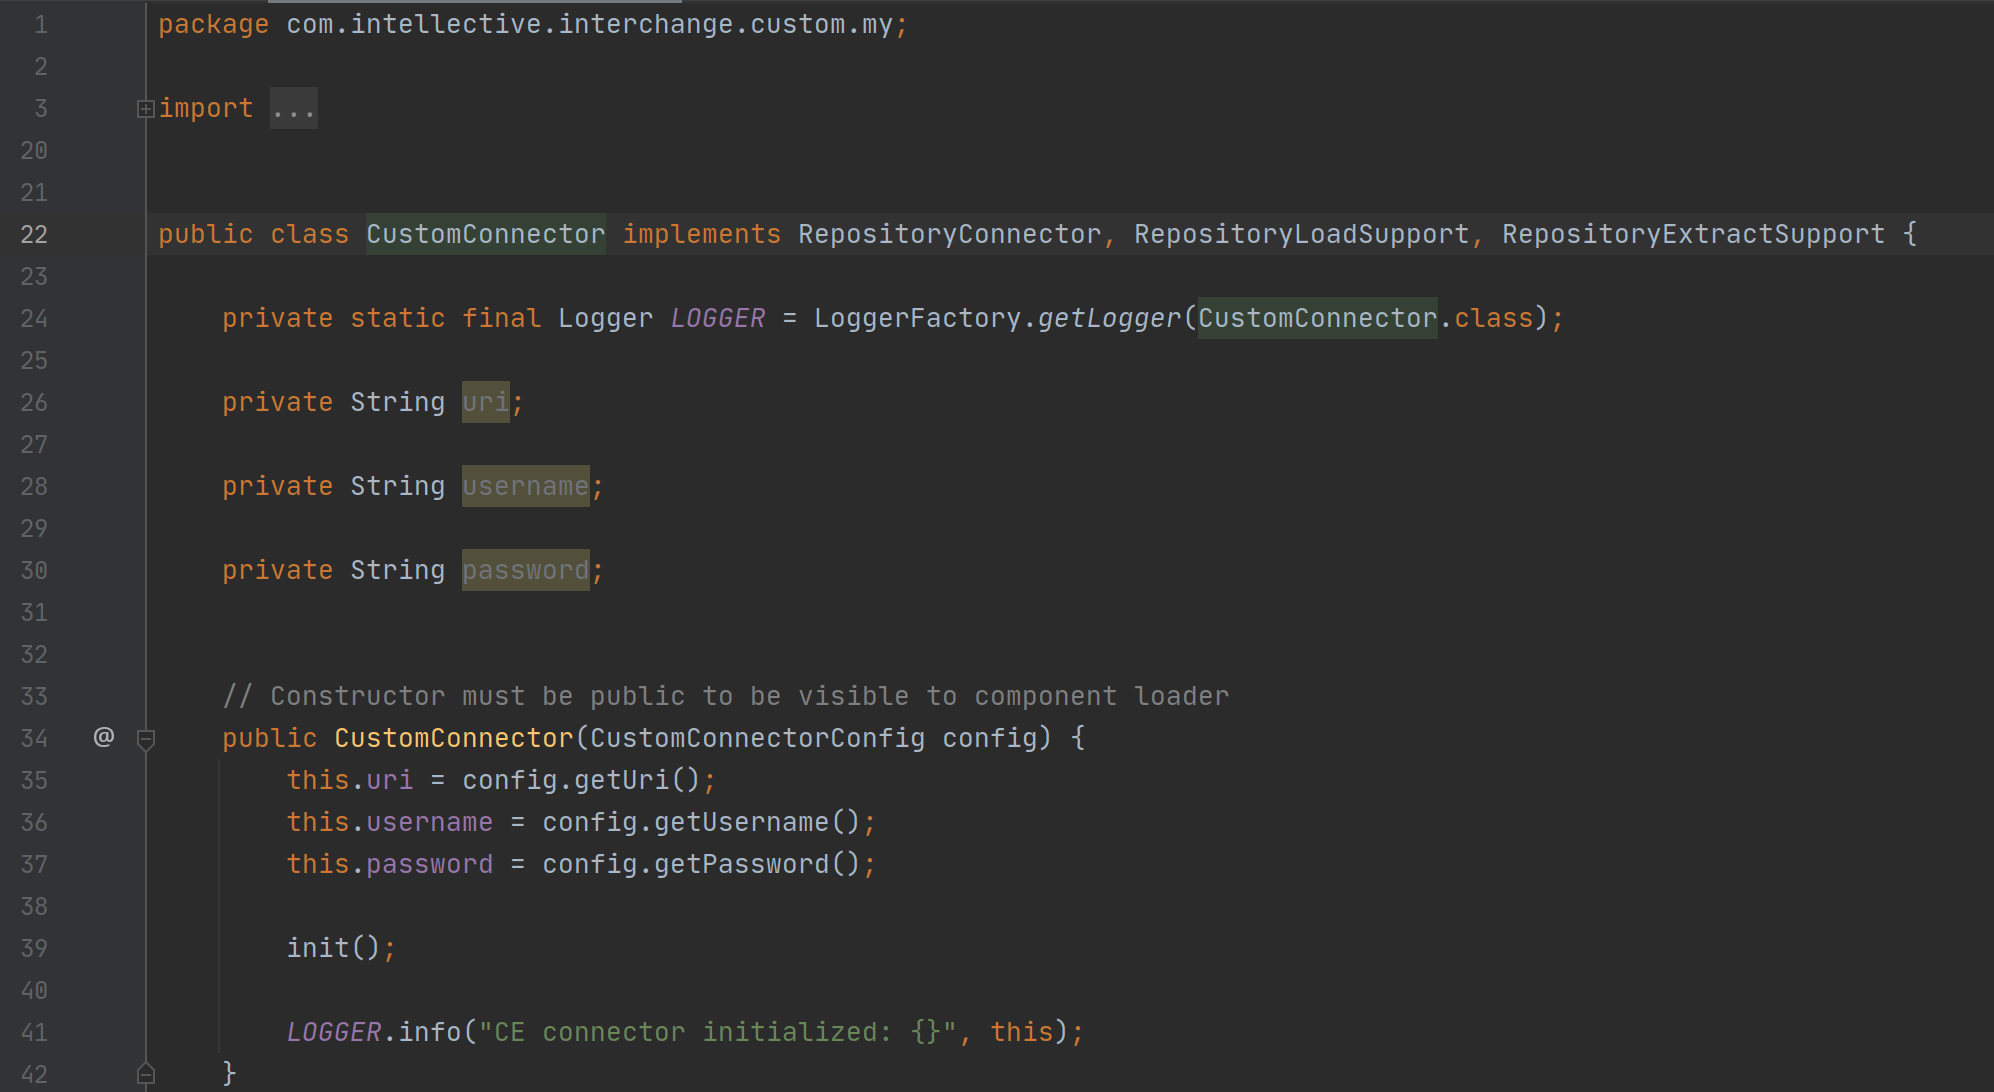 1 package com.intellective.interchange.custom.my;
2
3 import ...
20
21
22 public class CustomConnector implements RepositoryConnector, RepositoryLoadSupport, RepositoryExtractSupport {
23
24 private static final Logger LOGGER = LoggerFactory.getLogger(CustomConnector.class);
25
26 private String uri;
27
28 private String username;
29
30 private String password;
31
32
33 // Constructor must be public to be visible to component loader
34 @ public CustomConnector(CustomConnectorConfig config) {
35 this.uri = config.getUri();
36 this.username = config.getUsername();
37 this.password = config.getPassword();
38
39 init();
40
41 LOGGER.info("CE connector initialized: {}", this);
42 }